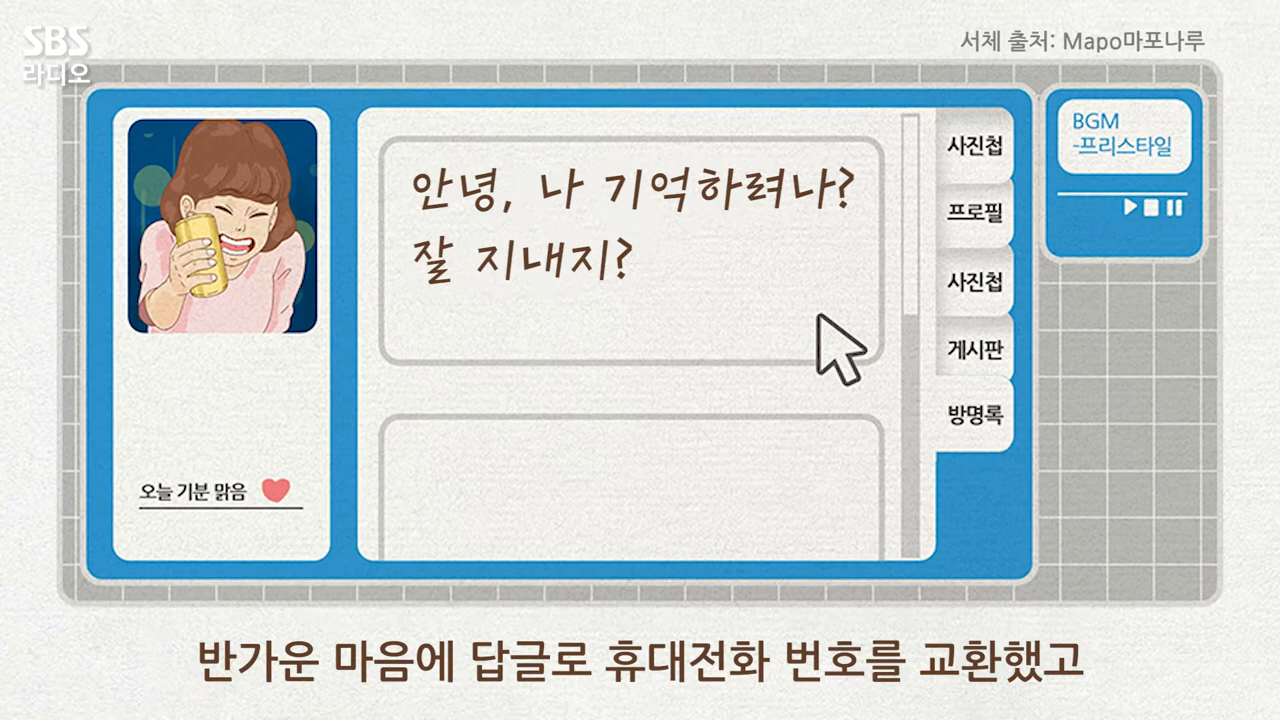 SBS
라디오
서체 출처: Mapo마포나루
안녕, 나 기억하려나?
잘 지내지?
오늘 기분 맑음
사진첩
프로필
사진첩
게시판
방명록
BGM
-프리스타일
반가운 마음에 답글로 휴대전화 번호를 교환했고